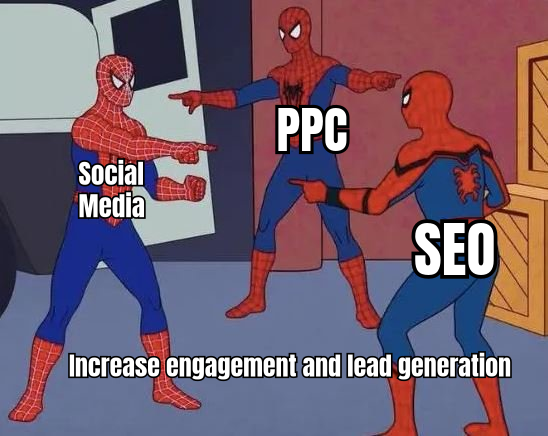 PPC
Social
Media
SEO
Increase engagement and lead generation